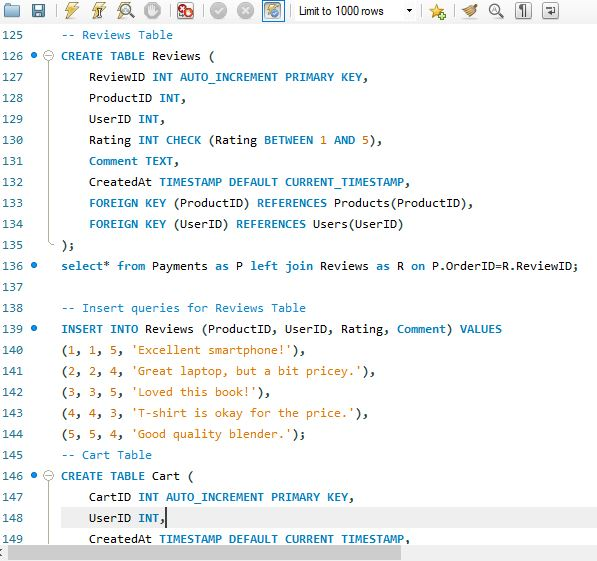 Limit to 1000 rows
125 -- Reviews Table
126 CREATE TABLE Reviews (
127 ReviewID INT AUTO_INCREMENT PRIMARY KEY,
128 ProductID INT,
129 UserID INT,
130 Rating INT CHECK (Rating BETWEEN 1 AND 5),
131 Comment TEXT,
132 CreatedAt TIMESTAMP DEFAULT CURRENT_TIMESTAMP,
133 FOREIGN KEY (ProductID) REFERENCES Products(ProductID),
134 FOREIGN KEY (UserID) REFERENCES Users(UserID)
135 );
136 select* from Payments as P left join Reviews as R on P.OrderID=R.ReviewID;
137
138 -- Insert queries for Reviews Table
139 INSERT INTO Reviews (ProductID, UserID, Rating, Comment) VALUES
140 (1, 1, 5, 'Excellent smartphone!'),
141 (2, 2, 4, 'Great laptop, but a bit pricey.'),
142 (3, 3, 5, 'Loved this book!'),
143 (4, 4, 3, 'T-shirt is okay for the price.'),
144 (5, 5, 4, 'Good quality blender.');
145 -- Cart Table
146 CREATE TABLE Cart (
147 CartID INT AUTO_INCREMENT PRIMARY KEY,
148 UserID INT,
149 CreatedAt TIMESTAMP DEFAULT CURRENT_TIMESTAMP,